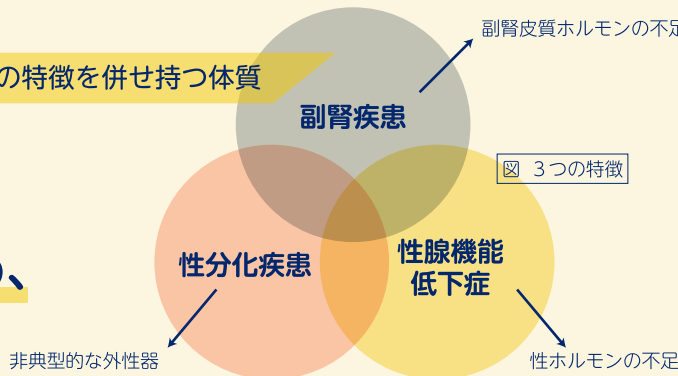 副腎皮質ホルモンの不足
の特徴を併せ持つ体質
副腎疾患
図 3つの特徴
性分化疾患
性腺機能
低下症
、
非典型的な外性器
性ホルモンの不足